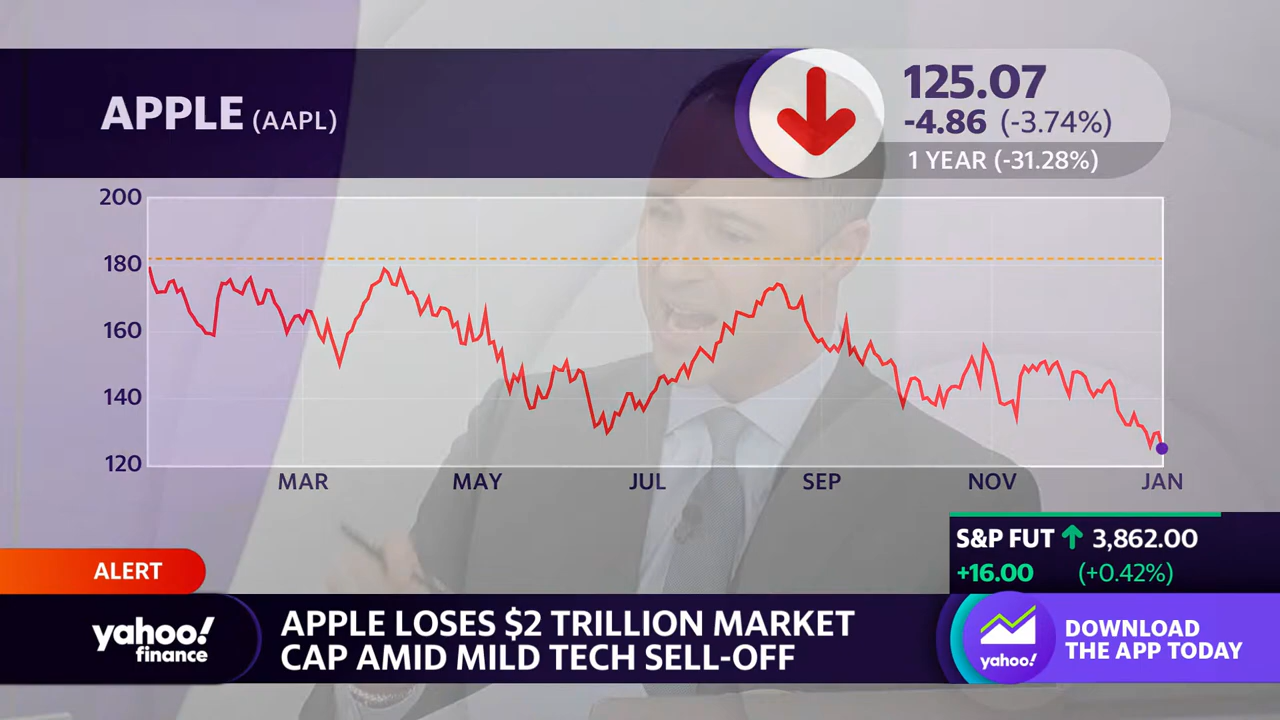 APPLE (AAPL)
125.07
-4.86 (-3.74%)
1 YEAR (-31.28%)
200
180
160
140
120
MAR MAY JUL SEP NOV JAN
S&P FUT 3,862.00
+16.00 (+0.42%)
ALERT
yahoo!
finance
APPLE LOSES $2 TRILLION MARKET
CAP AMID MILD TECH SELL-OFF
yahoo!
DOWNLOAD
THE APP TODAY